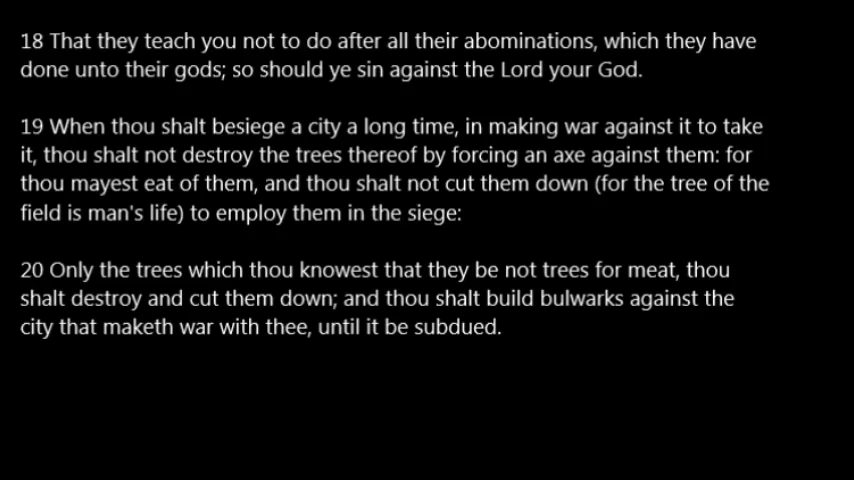 18 That they teach you not to do after all their abominations, which they have
done unto their gods; so should ye sin against the Lord your God.
19 When thou shalt besiege a city a long time, in making war against it to take
it, thou shalt not destroy the trees thereof by forcing an axe against them: for
thou mayest eat of them, and thou shalt not cut them down (for the tree of the
field is man's life) to employ them in the siege:
20 Only the trees which thou knowest that they be not trees for meat, thou
shalt destroy and cut them down; and thou shalt build bulwarks against the
city that maketh war with thee, until it be subdued.